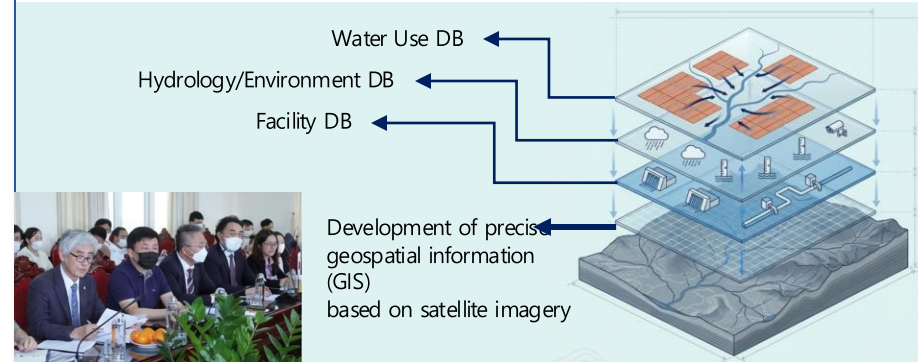 Water Use DB
Hydrology/Environment DB
Facility DB
Development of precise
geospatial information
(GIS)
based on satellite imagery